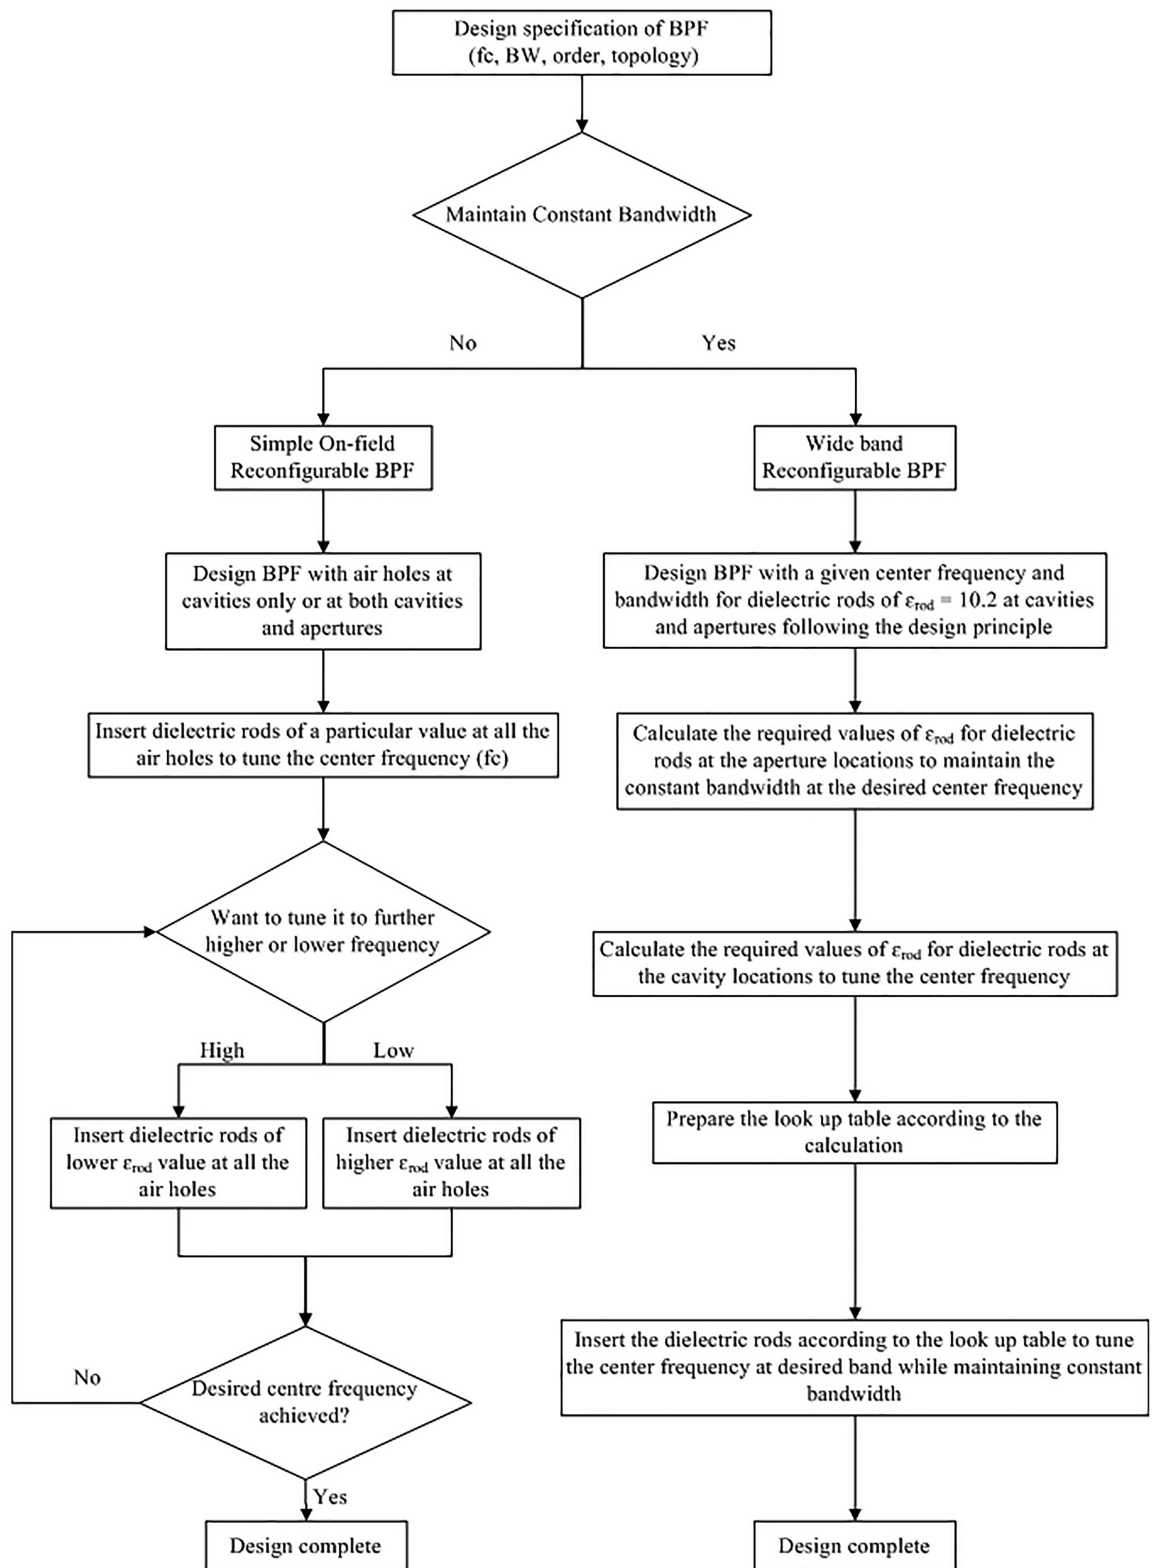 Design specification of BPF
(fc, BW, order, topology)
Maintain Constant Bandwidth
No
Yes
Simple On-field
Reconfigurable BPF
Wide band
Reconfigurable BPF
Design BPF with air holes at
cavities only or at both cavities
and apertures
Design BPF with a given center frequency and
bandwidth for dielectric rods of εrod = 10.2 at cavities
and apertures following the design principle
Insert dielectric rods of a particular value at all the
air holes to tune the center frequency (fc)
Calculate the required values of εrod for dielectric
rods at the aperture locations to maintain the
constant bandwidth at the desired center frequency
Want to tune it to further
higher or lower frequency
Calculate the required values of εrod for dielectric rods at
the cavity locations to tune the center frequency
High
Low
Insert dielectric rods of
lower εrod value at all the
air holes
Insert dielectric rods of
higher εrod value at all the
air holes
Prepare the look up table according to the
calculation
Insert the dielectric rods according to the look up table to tune
the center frequency at desired band while maintaining constant
bandwidth
No
Desired centre frequency
achieved?
Yes
Design complete
Design complete